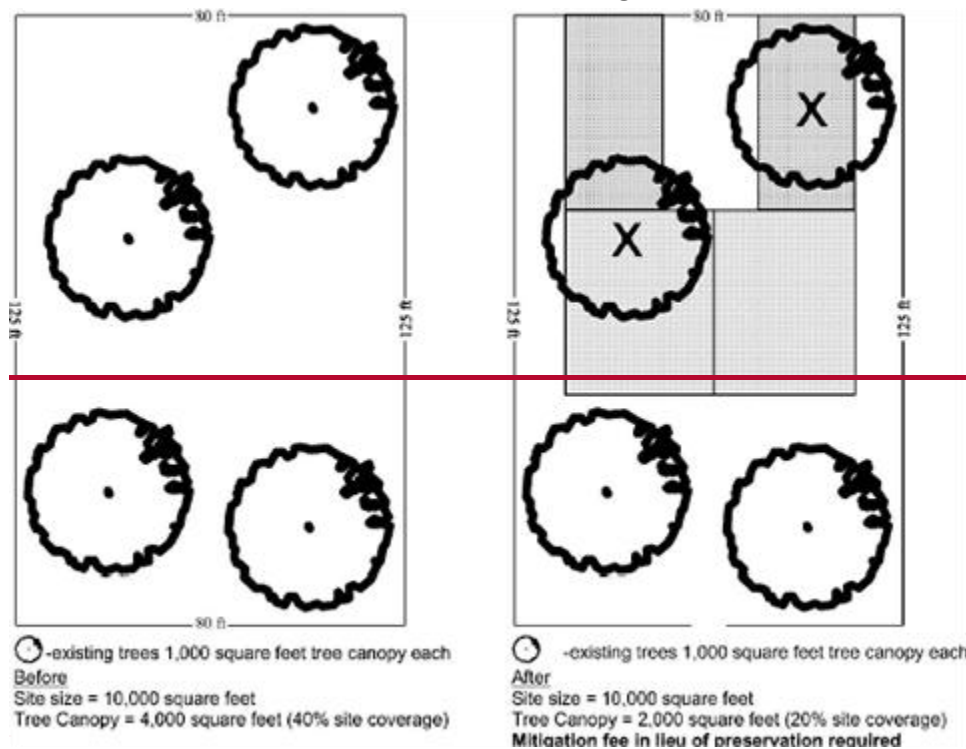 80 ft
125 ft
125 ft
80 ft
-existing trees 1,000 square feet tree canopy each
Before
Site size = 10,000 square feet
Tree Canopy = 4,000 square feet (40% site coverage)
80 ft
X
X
125 ft
125 ft
-existing trees 1,000 square feet tree canopy each
After
Site size = 10,000 square feet
Tree Canopy = 2,000 square feet (20% site coverage)
Mitigation fee in lieu of preservation required